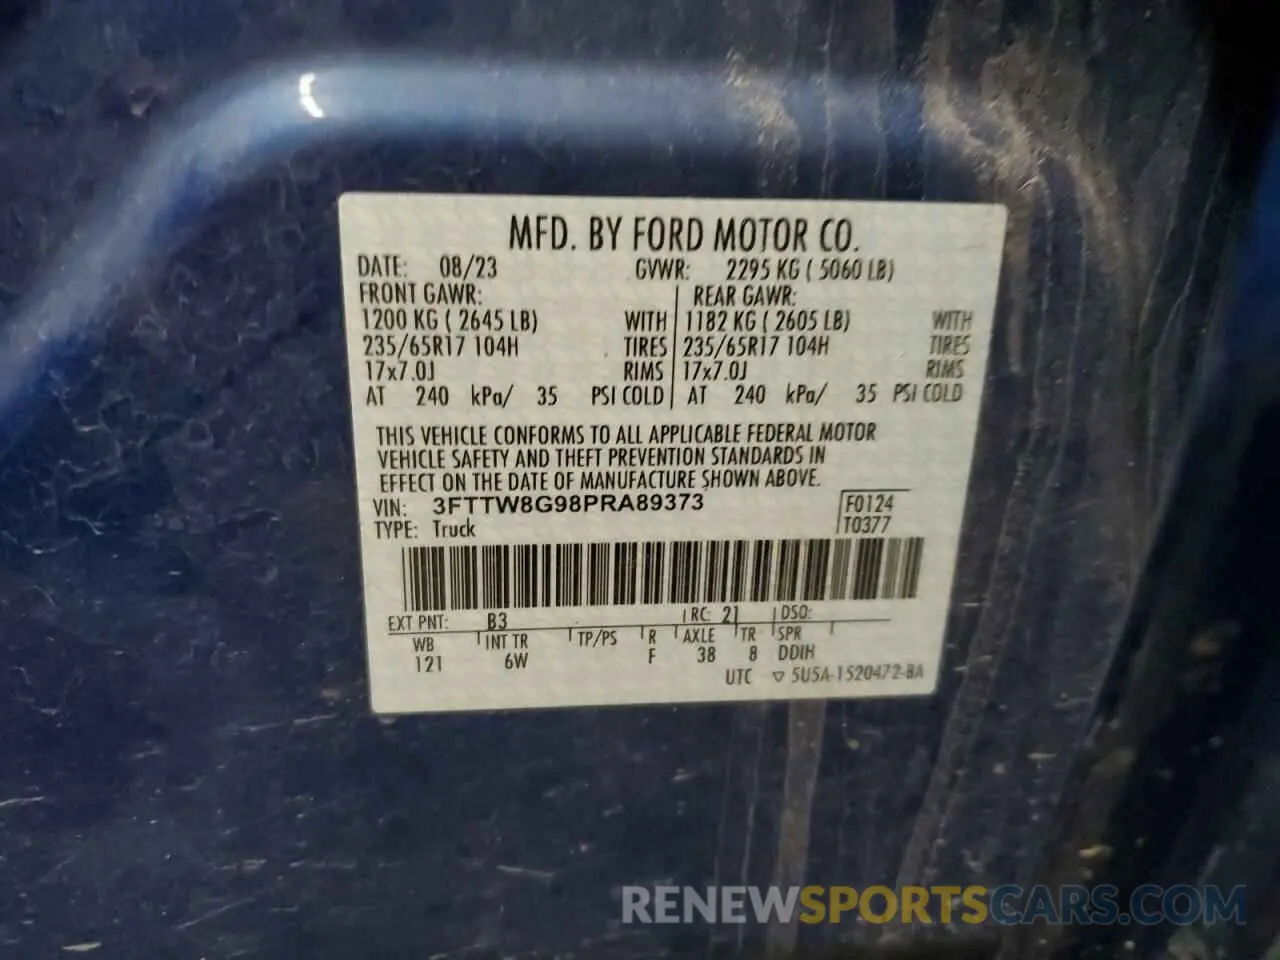 MFD. BY FORD MOTOR CO.
DATE: 08/23 GVWR: 2295 KG ( 5060 LB)
FRONT GAWR: REAR GAWR:
1200 KG ( 2645 LB) WITH 1182 KG ( 2605 LB) WITH
235/65R17 104H TIRES 235/65R17 104H TIRES
17x7.0J RIMS 17x7.0J RIMS
AT 240 kPa/ 35 PSI COLD AT 240 kPa/ 35 PSI COLD
THIS VEHICLE CONFORMS TO ALL APPLICABLE FEDERAL MOTOR
VEHICLE SAFETY AND THEFT PREVENTION STANDARDS IN
EFFECT ON THE DATE OF MANUFACTURE SHOWN ABOVE.
VIN: 3FTTW8G98PRA89373 F0124
TYPE: Truck T0377
EXT PNT: B3 RC: 21 DSO:
WB INT TR TP/PS R AXLE TR SPR
121 6W F 38 8 DDIH
UTC ▽ 5U5A-1520472-BA
RENEWSPORTSCARS.COM